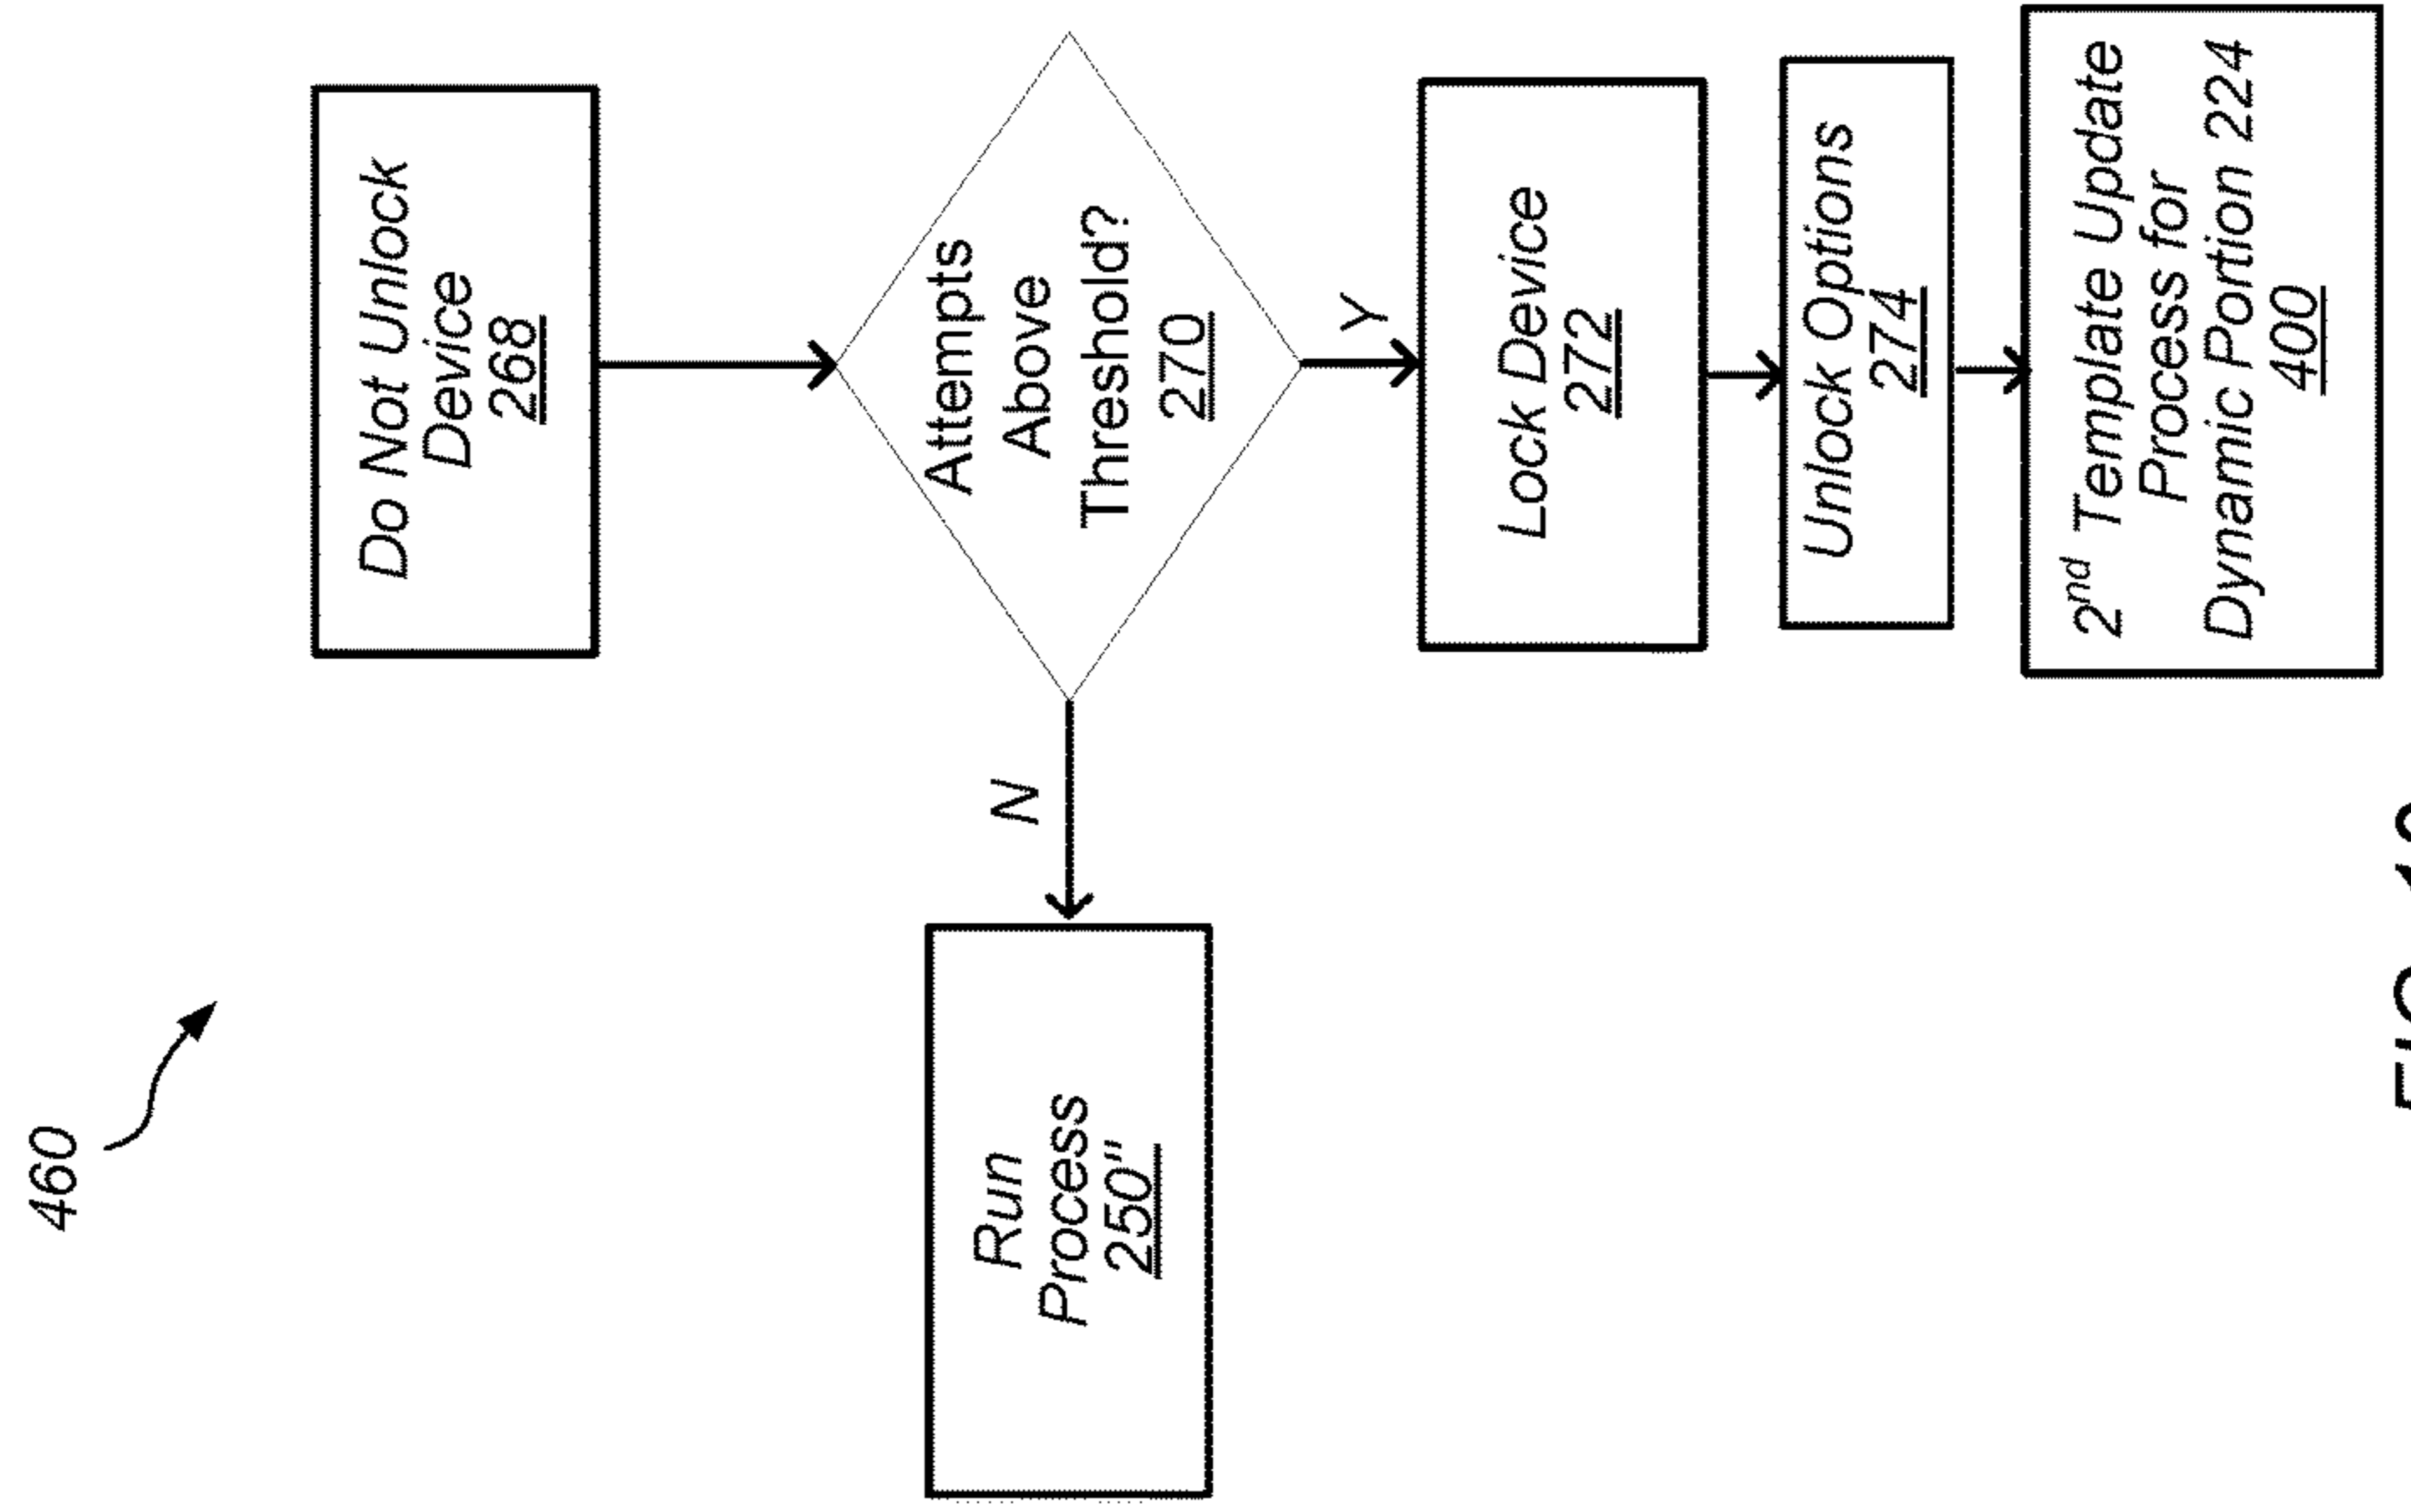 460
Do Not Unlock
Device
268
Attempts
Above
Threshold?
270
N
Run
Process
250"
Y
Lock Device
272
Unlock Options
274
2nd Template Update
Process for
Dynamic Portion 224
400
FIG.